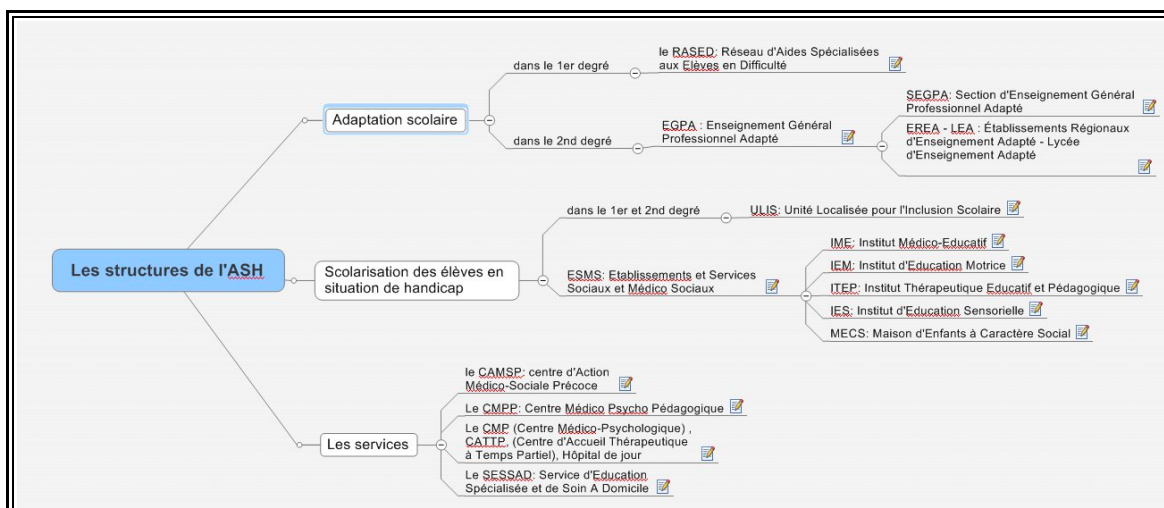 Les structures de l'ASH
Adaptation scolaire
dans le 1er degré
le RASED: Réseau d'Aides Spécialisées
aux Elèves en Difficulté
dans le 2nd degré
EGPA : Enseignement Général
Professionnel Adapté
SEGPA: Section d'Enseignement Général
Professionnel Adapté
EREA - LEA : Établissements Régionaux
d'Enseignement Adapté - Lycée
d'Enseignement Adapté
Scolarisation des élèves en
situation de handicap
dans le 1er et 2nd degré
ULIS: Unité Localisée pour l'Inclusion Scolaire
ESMS: Etablissements et Services
Sociaux et Médico Sociaux
IME: Institut Médico-Educatif
IEM: Institut d'Education Motrice
ITEP: Institut Thérapeutique Educatif et Pédagogique
IES: Institut d'Education Sensorielle
MECS: Maison d'Enfants à Caractère Social
Les services
le CAMSP: centre d'Action
Médico-Sociale Précoce
Le CMPP: Centre Médico Psycho Pédagogique
Le CMP (Centre Médico-Psychologique) ,
CATTP, (Centre d'Accueil Thérapeutique
à Temps Partiel), Hôpital de jour
Le SESSAD: Service d'Education
Spécialisée et de Soin A Domicile